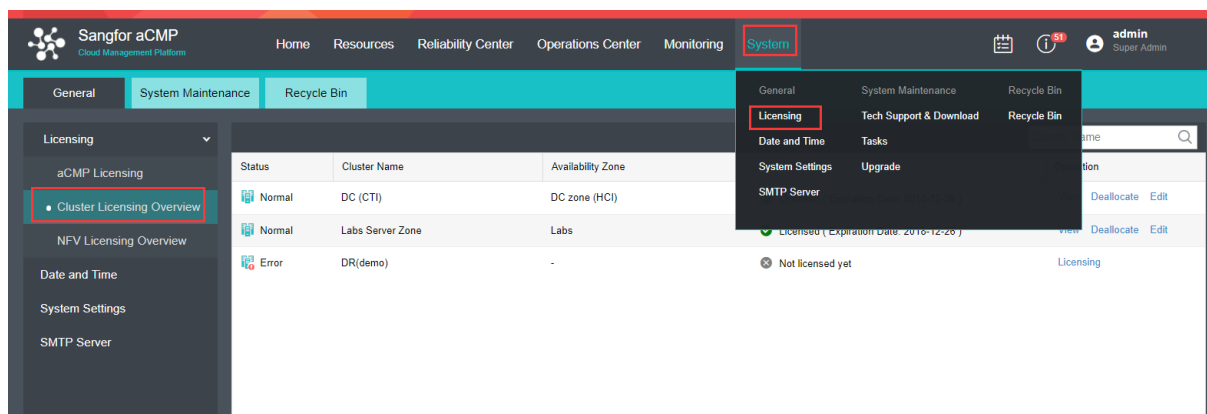 Sangfor aCMP
Cloud Management Platform
Home Resources Reliability Center Operations Center Monitoring System
51
admin
Super Admin
General System Maintenance Recycle Bin
General System Maintenance Recycle Bin
Licensing Tech Support & Download Recycle Bin
Date and Time Tasks
System Settings Upgrade
SMTP Server
Licensing
aCMP Licensing
Cluster Licensing Overview
NFV Licensing Overview
Date and Time
System Settings
SMTP Server
ame
Status Cluster Name Availability Zone tion
Normal DC (CTI) DC zone (HCI) Deallocate Edit
Normal Labs Server Zone Labs Licensed ( Expiration Date: 2018-12-26 ) View Deallocate Edit
Error DR(demo) - Not licensed yet Licensing